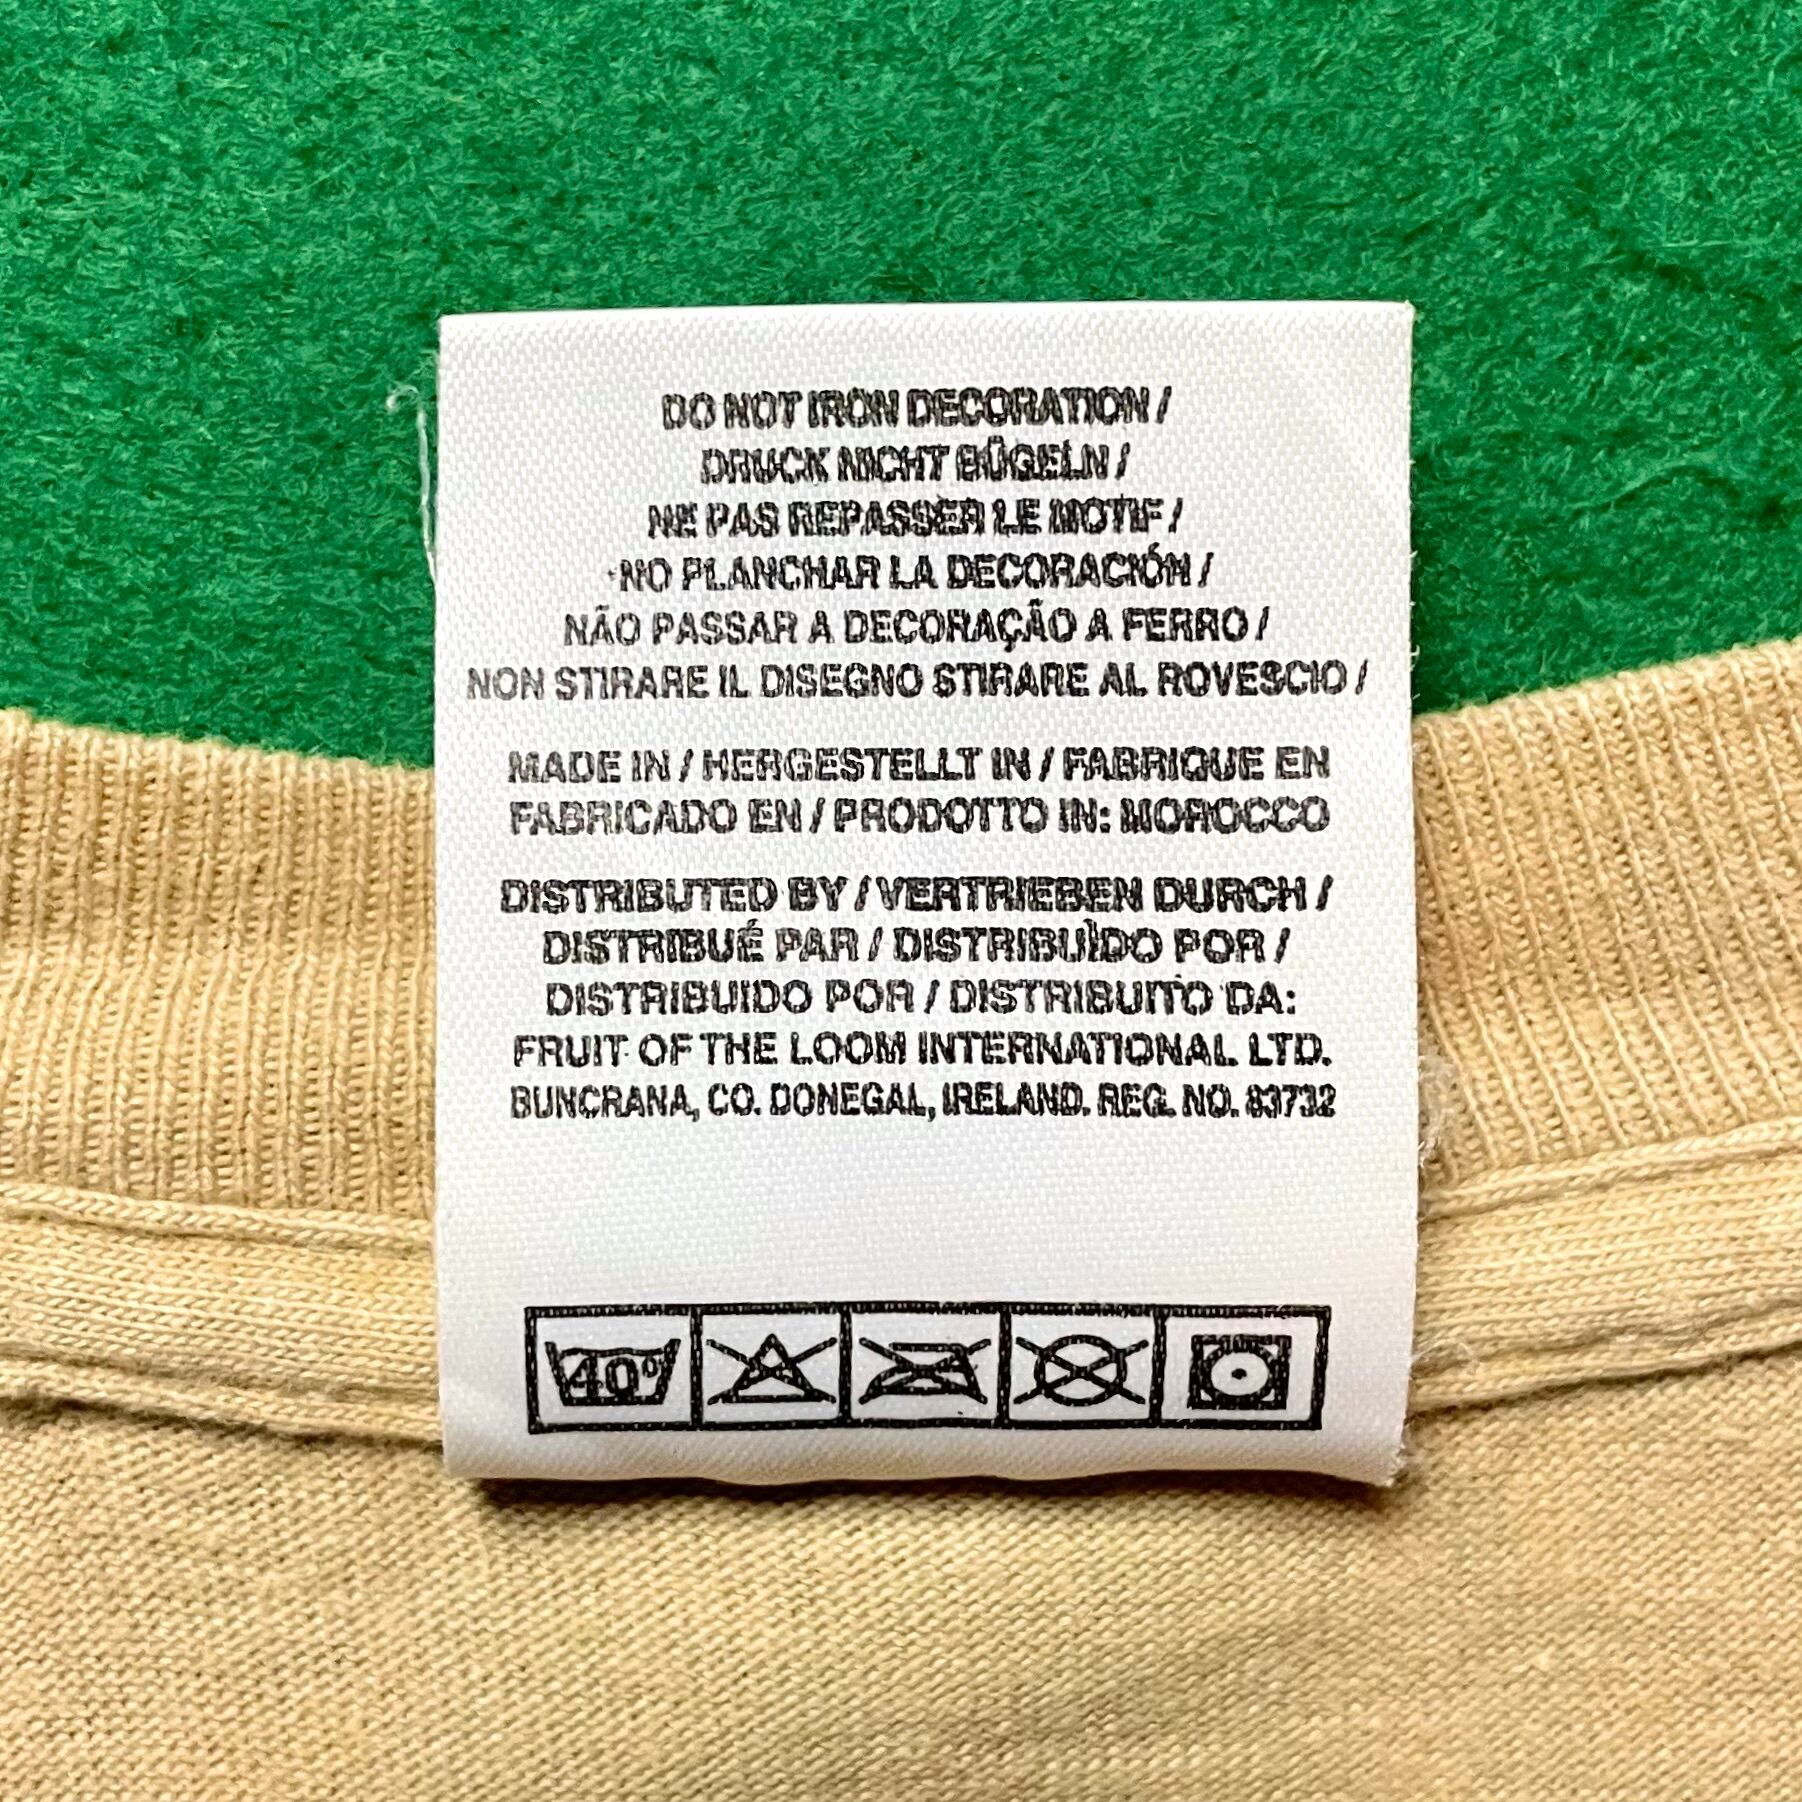 DO NOT IRON DECORATION /
DRUCK NICHT BÜGELN /
NE PAS REPASSER LE MOTIF /
NO PLANCHAR LA DECORACIÓN /
NÃO PASSAR A DECORAÇÃO A FERRO /
NON STIRARE IL DISEGNO STIRARE AL ROVESCIO /
MADE IN / HERGESTELLT IN / FABRIQUE EN
FABRICADO EN / PRODOTTO IN: MOROCCO
DISTRIBUTED BY / VERTRIEBEN DURCH /
DISTRIBUÉ PAR / DISTRIBUÌDO POR /
DISTRIBUIDO POR / DISTRIBUITO DA:
FRUIT OF THE LOOM INTERNATIONAL LTD.
BUNCRANA, CO. DONEGAL, IRELAND. REG. NO. 83732
40°